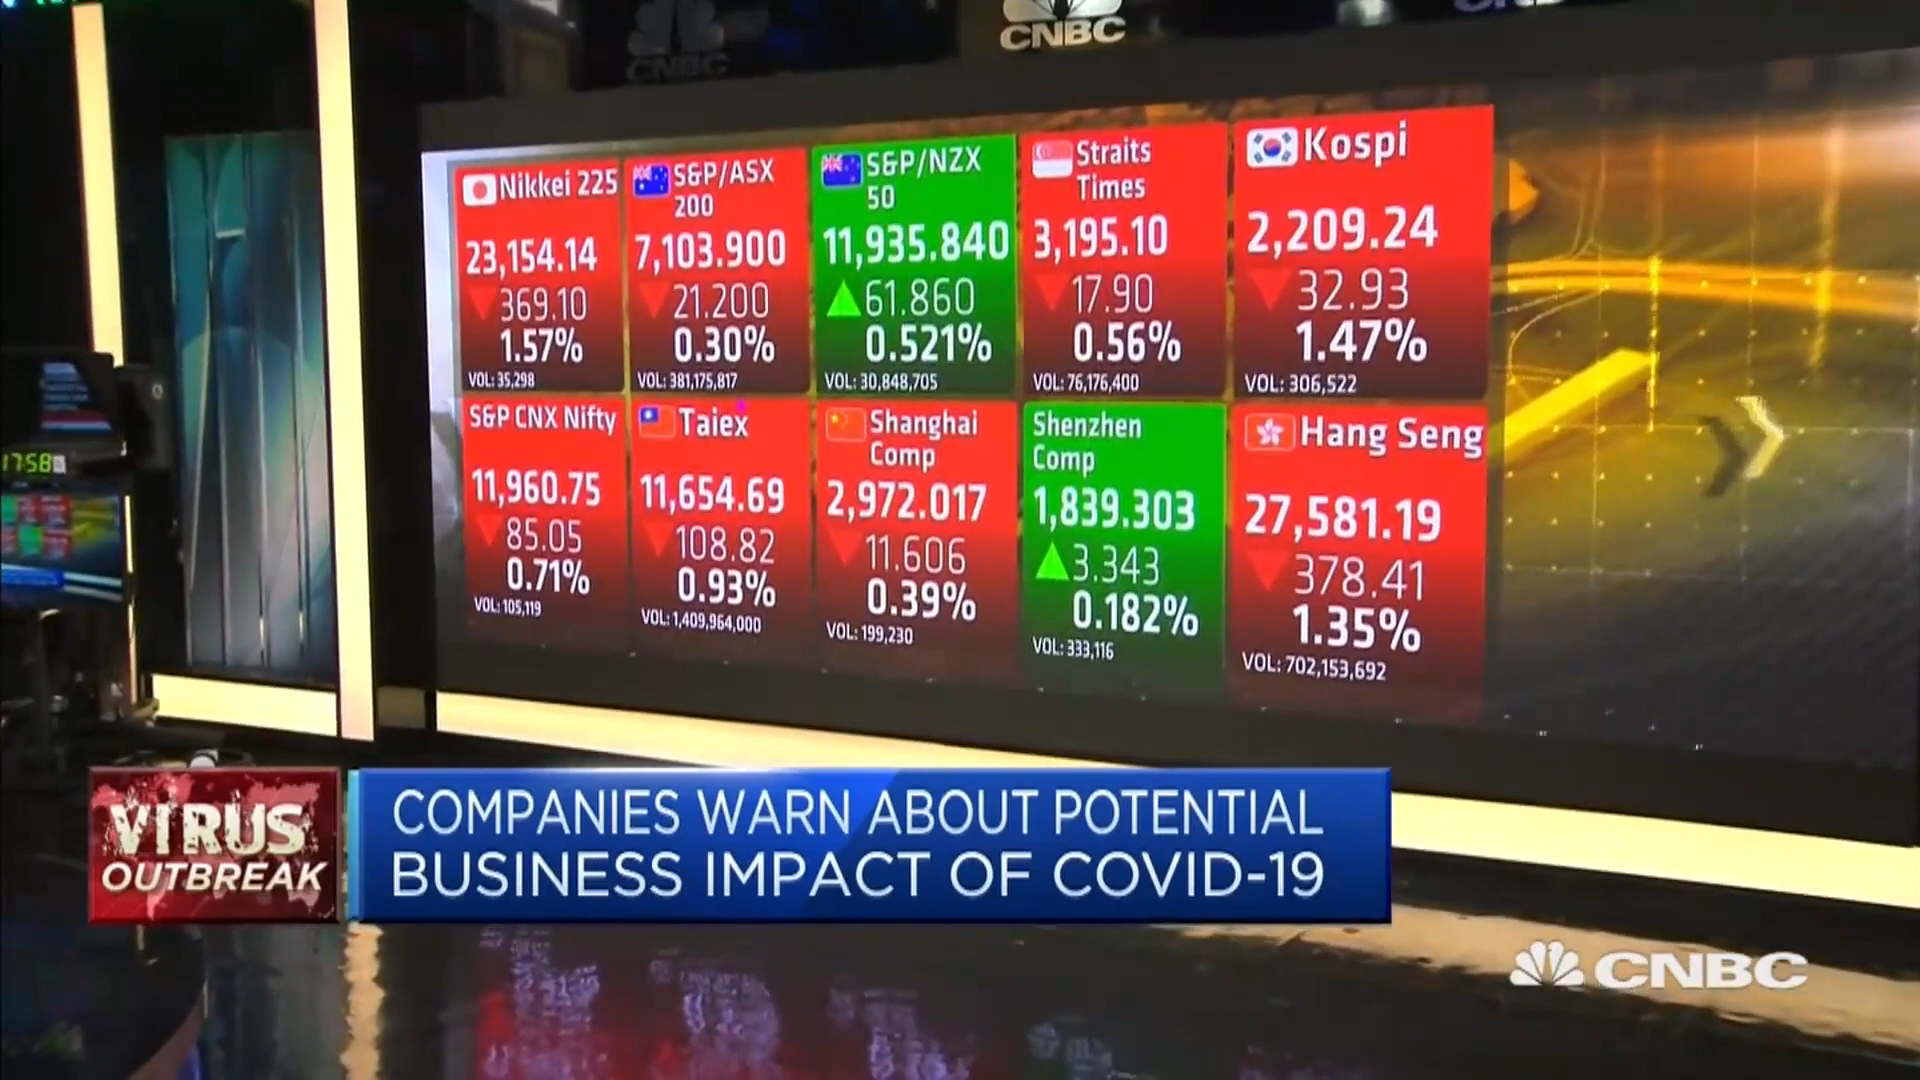 CNBC
CNBC
Nikkei 225
23,154.14
369.10
1.57%
VOL: 35,298
S&P/ASX
200
7,103.900
21.200
0.30%
VOL: 381,175,817
S&P/NZX
50
11,935.840
61.860
0.521%
VOL: 30,848,705
Straits
Times
3,195.10
17.90
0.56%
VOL: 76,176,400
Kospi
2,209.24
32.93
1.47%
VOL: 306,522
S&P CNX Nifty
11,960.75
85.05
0.71%
VOL: 105,119
Taiex
11,654.69
108.82
0.93%
VOL: 1,409,964,000
Shanghai
Comp
2,972.017
11.606
0.39%
VOL: 199,230
Shenzhen
Comp
1,839.303
3.343
0.182%
VOL: 333,116
Hang Seng
27,581.19
378.41
1.35%
VOL: 702,153,692
17:58
VIRUS
OUTBREAK
COMPANIES WARN ABOUT POTENTIAL
BUSINESS IMPACT OF COVID-19
CNBC